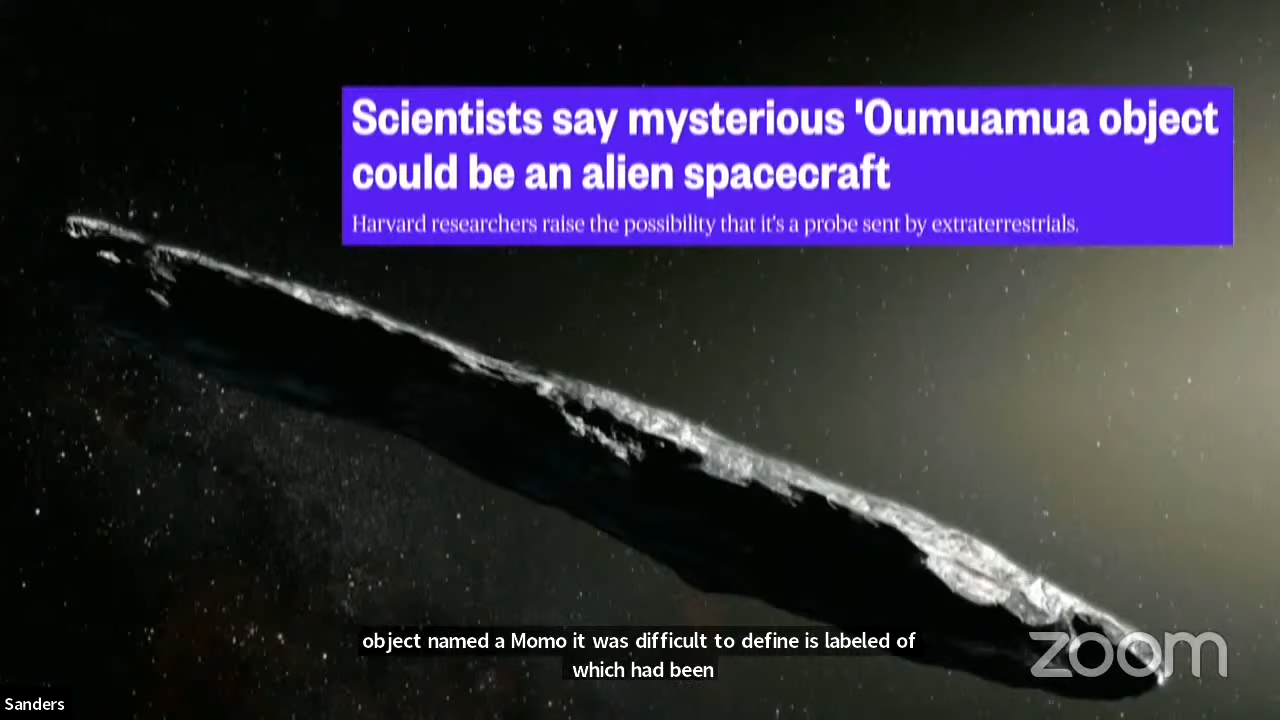 Scientists say mysterious 'Oumuamua object
could be an alien spacecraft
Harvard researchers raise the possibility that it's a probe sent by extraterrestrials.
object named a Momo it was difficult to define is labeled of
which had been
zoom
Sanders